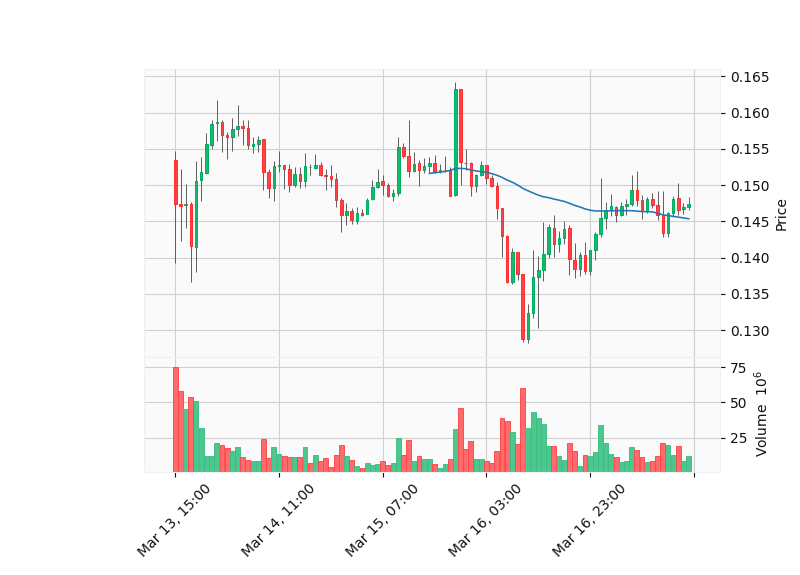 0.165
0.160
0.155
0.150
0.145
0.140
0.135
0.130
Price
75
50
25
Volume 10⁶
Mar 13, 15:00
Mar 14, 11:00
Mar 15, 07:00
Mar 16, 03:00
Mar 16, 23:00